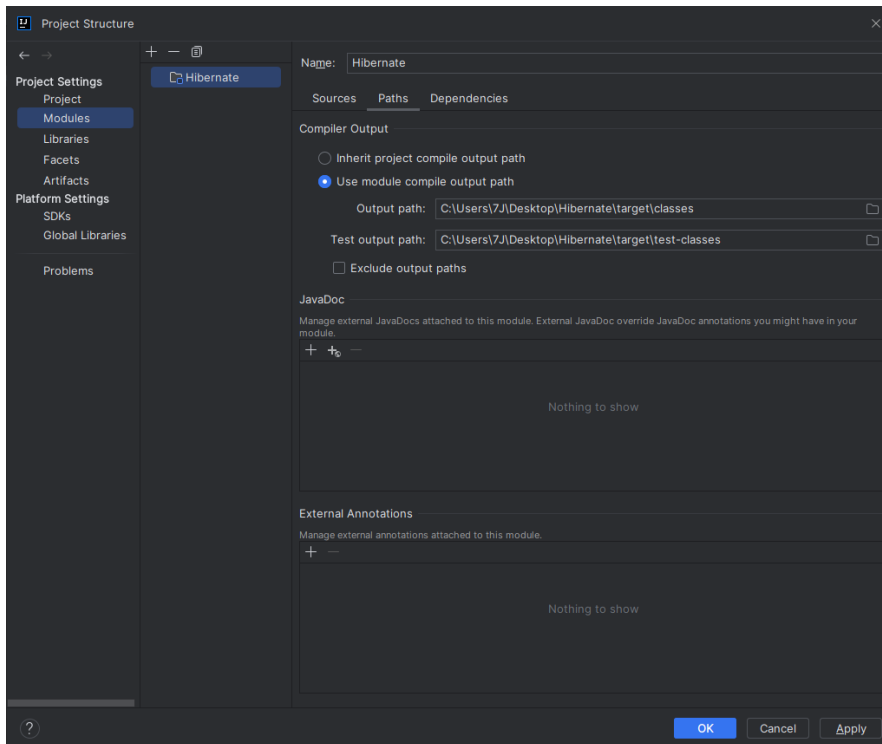 Project Structure
Project Settings
Project
Modules
Libraries
Facets
Artifacts
Platform Settings
SDKs
Global Libraries
Problems
Hibernate
Name: Hibernate
Sources Paths Dependencies
Compiler Output
Inherit project compile output path
Use module compile output path
Output path: C:\Users\7J\Desktop\Hibernate\target\classes
Test output path: C:\Users\7J\Desktop\Hibernate\target\test-classes
Exclude output paths
JavaDoc
Manage external JavaDocs attached to this module. External JavaDoc override JavaDoc annotations you might have in your
module.
Nothing to show
External Annotations
Manage external annotations attached to this module.
Nothing to show
? OK Cancel Apply